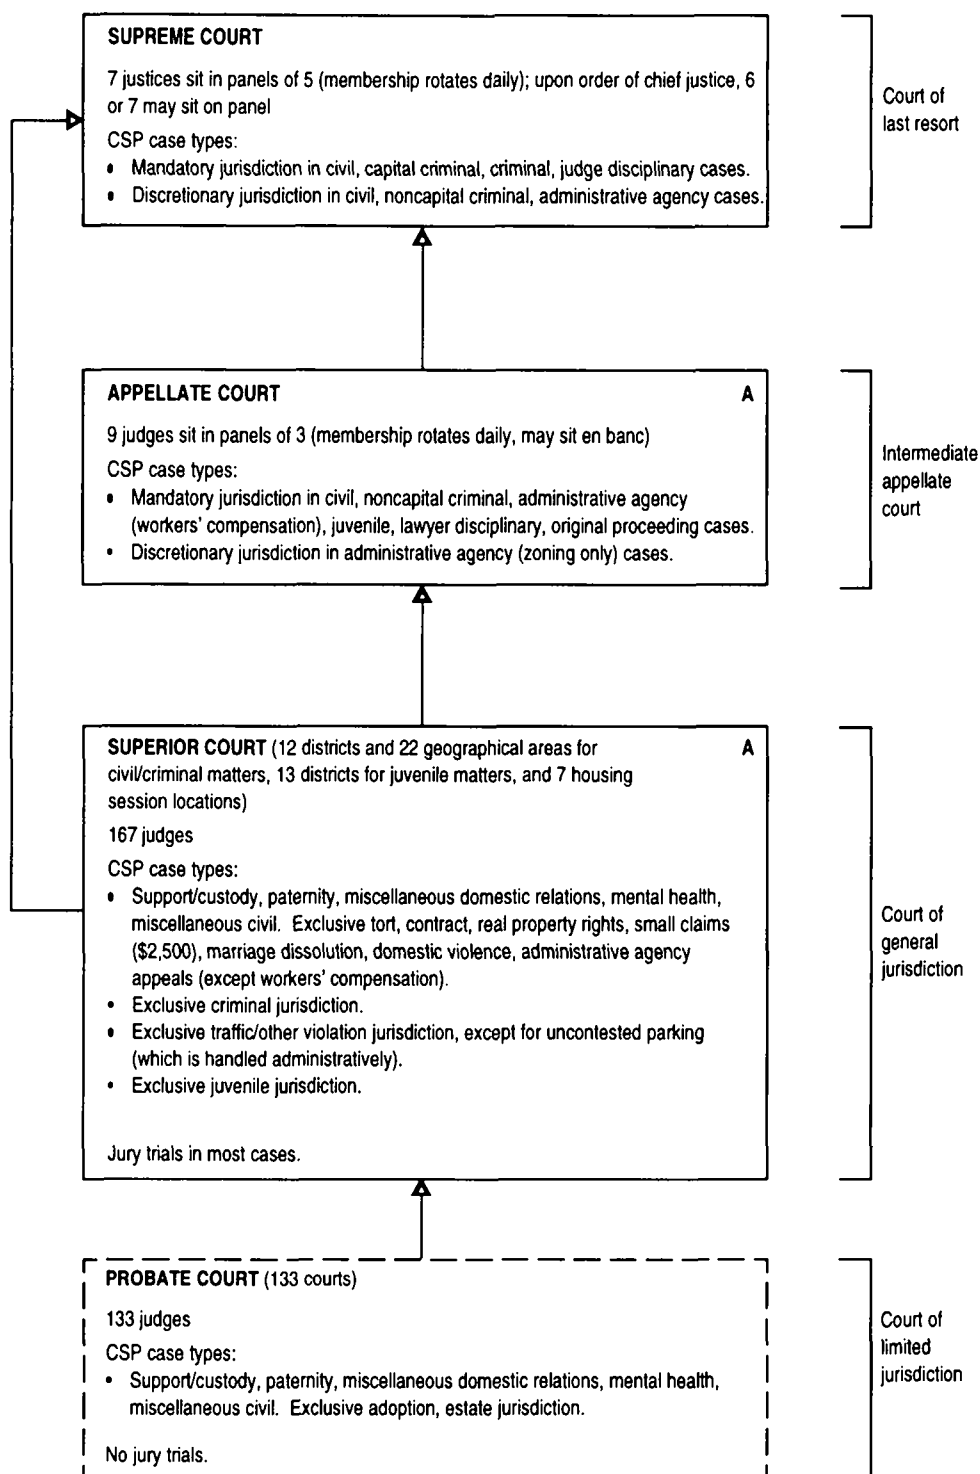 SUPREME COURT
7 justices sit in panels of 5 (membership rotates daily); upon order of chief justice, 6
or 7 may sit on panel
CSP case types:
• Mandatory jurisdiction in civil, capital criminal, criminal, judge disciplinary cases.
• Discretionary jurisdiction in civil, noncapital criminal, administrative agency cases.
Court of
last resort
APPELLATE COURT A
9 judges sit in panels of 3 (membership rotates daily, may sit en banc)
CSP case types:
• Mandatory jurisdiction in civil, noncapital criminal, administrative agency
(workers' compensation), juvenile, lawyer disciplinary, original proceeding cases.
• Discretionary jurisdiction in administrative agency (zoning only) cases.
Intermediate
appellate
court
SUPERIOR COURT (12 districts and 22 geographical areas for A
civil/criminal matters, 13 districts for juvenile matters, and 7 housing
session locations)
167 judges
CSP case types:
• Support/custody, paternity, miscellaneous domestic relations, mental health,
miscellaneous civil. Exclusive tort, contract, real property rights, small claims
($2,500), marriage dissolution, domestic violence, administrative agency
appeals (except workers' compensation).
• Exclusive criminal jurisdiction.
• Exclusive traffic/other violation jurisdiction, except for uncontested parking
(which is handled administratively).
• Exclusive juvenile jurisdiction.
Jury trials in most cases.
Court of
general
jurisdiction
PROBATE COURT (133 courts)
133 judges
CSP case types:
• Support/custody, paternity, miscellaneous domestic relations, mental health,
miscellaneous civil. Exclusive adoption, estate jurisdiction.
No jury trials.
Court of
limited
jurisdiction